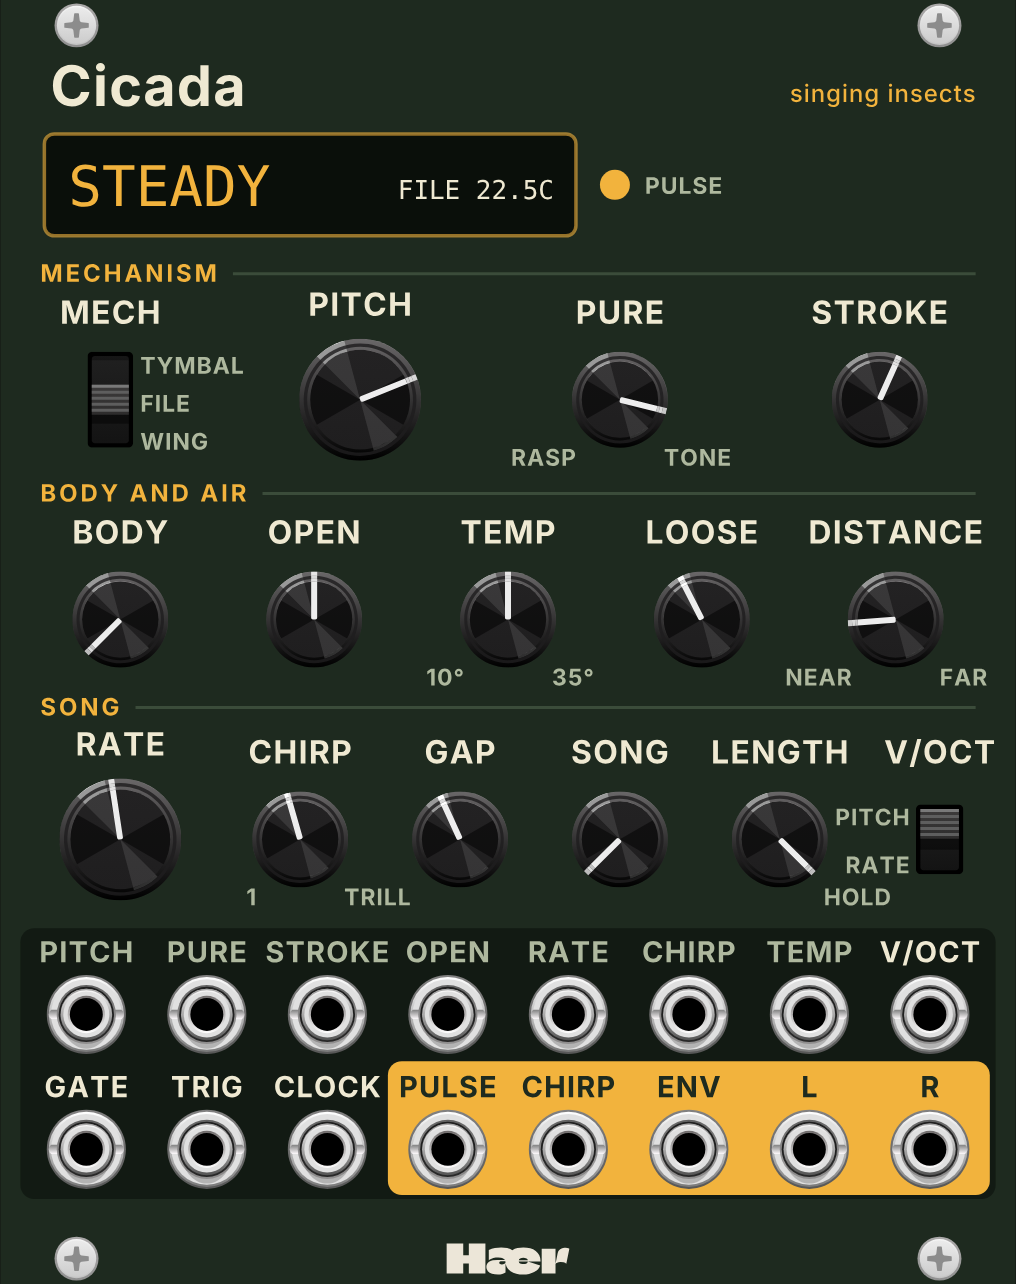 Cicada
singing insects
STEADY FILE 22.5C
PULSE
MECHANISM
MECH PITCH PURE STROKE
TYMBAL
FILE
WING
RASP TONE
BODY AND AIR
BODY OPEN TEMP LOOSE DISTANCE
10° 35° NEAR FAR
SONG
RATE CHIRP GAP SONG LENGTH V/OCT
PITCH
RATE
1 TRILL HOLD
PITCH PURE STROKE OPEN RATE CHIRP TEMP V/OCT
GATE TRIG CLOCK PULSE CHIRP ENV L R
Haer